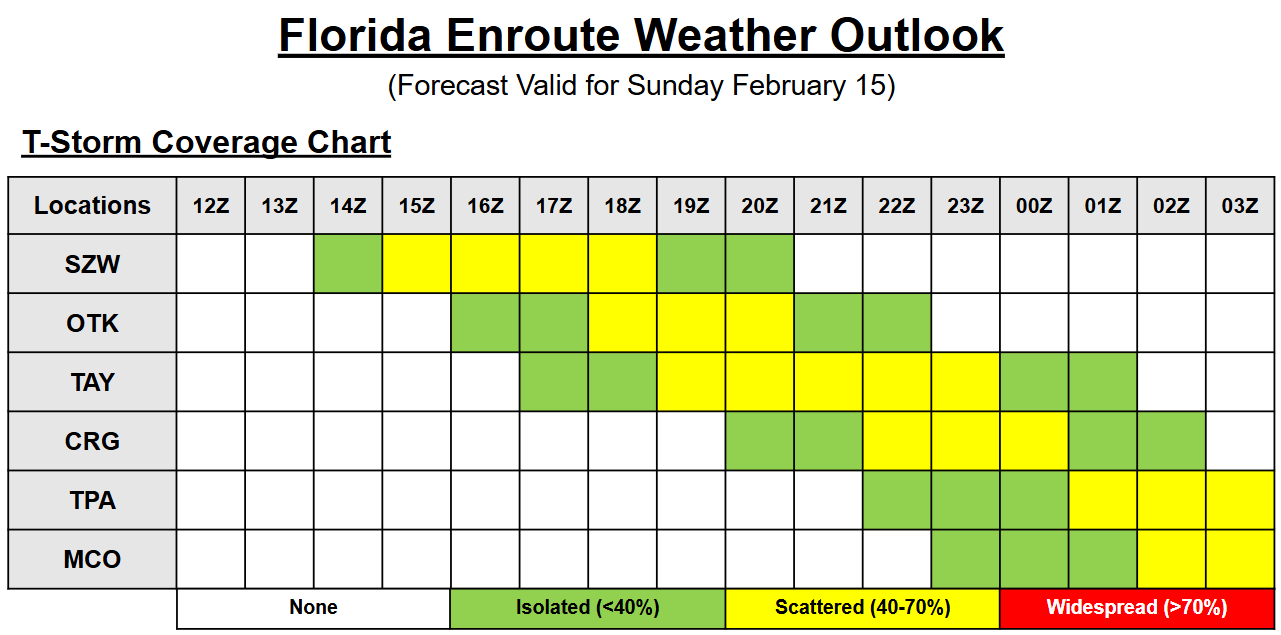 Florida Enroute Weather Outlook
(Forecast Valid for Sunday February 15)
T-Storm Coverage Chart
Locations 12Z 13Z 14Z 15Z 16Z 17Z 18Z 19Z 20Z 21Z 22Z 23Z 00Z 01Z 02Z 03Z
SZW
OTK
TAY
CRG
TPA
MCO
None Isolated (<40%) Scattered (40-70%) Widespread (>70%)